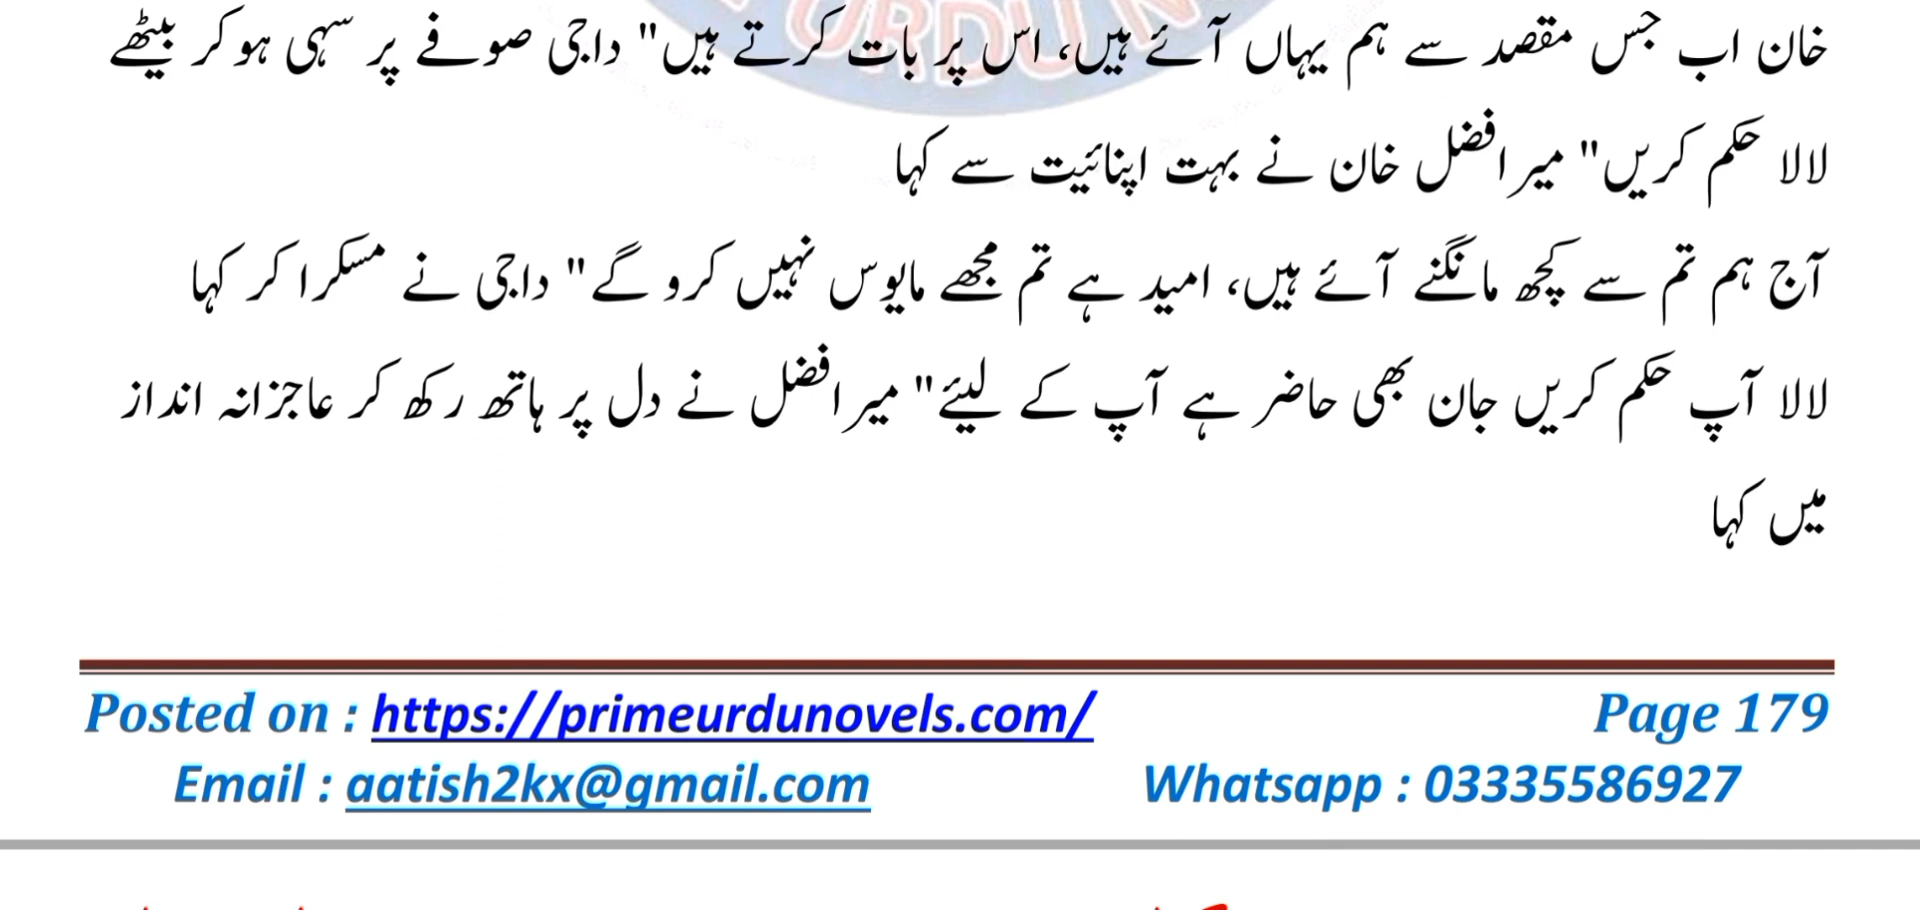 خان اب جس مقصد سے ہم یہاں آئے ہیں، اس پر بات کرتے ہیں" داجی صوفے پر سہی ہو کر بیٹھے
لالا حکم کریں" میر افضل خان نے بہت اپنائیت سے کہا
آج ہم تم سے کچھ مانگنے آئے ہیں، امید ہے تم مجھے مایوس نہیں کرو گے" داجی نے مسکرا کر کہا
لالا آپ حکم کریں جان بھی حاضر ہے آپ کے لیئے" میر افضل نے دل پر ہاتھ رکھ کر عاجزانہ انداز
میں کہا
Posted on : https://primeurdunovels.com/ Page 179
Email : aatish2kx@gmail.com Whatsapp : 03335586927